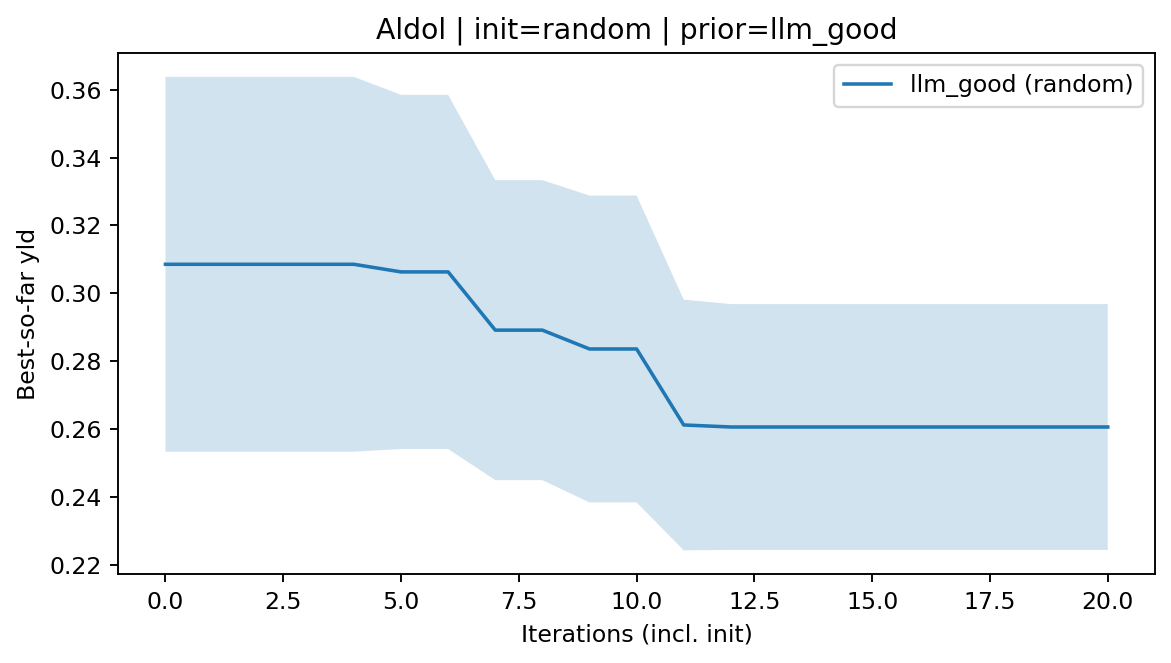 Aldol | init=random | prior=llm_good
llm_good (random)
Best-so-far yld
0.36
0.34
0.32
0.30
0.28
0.26
0.24
0.22
0.0 2.5 5.0 7.5 10.0 12.5 15.0 17.5 20.0
Iterations (incl. init)